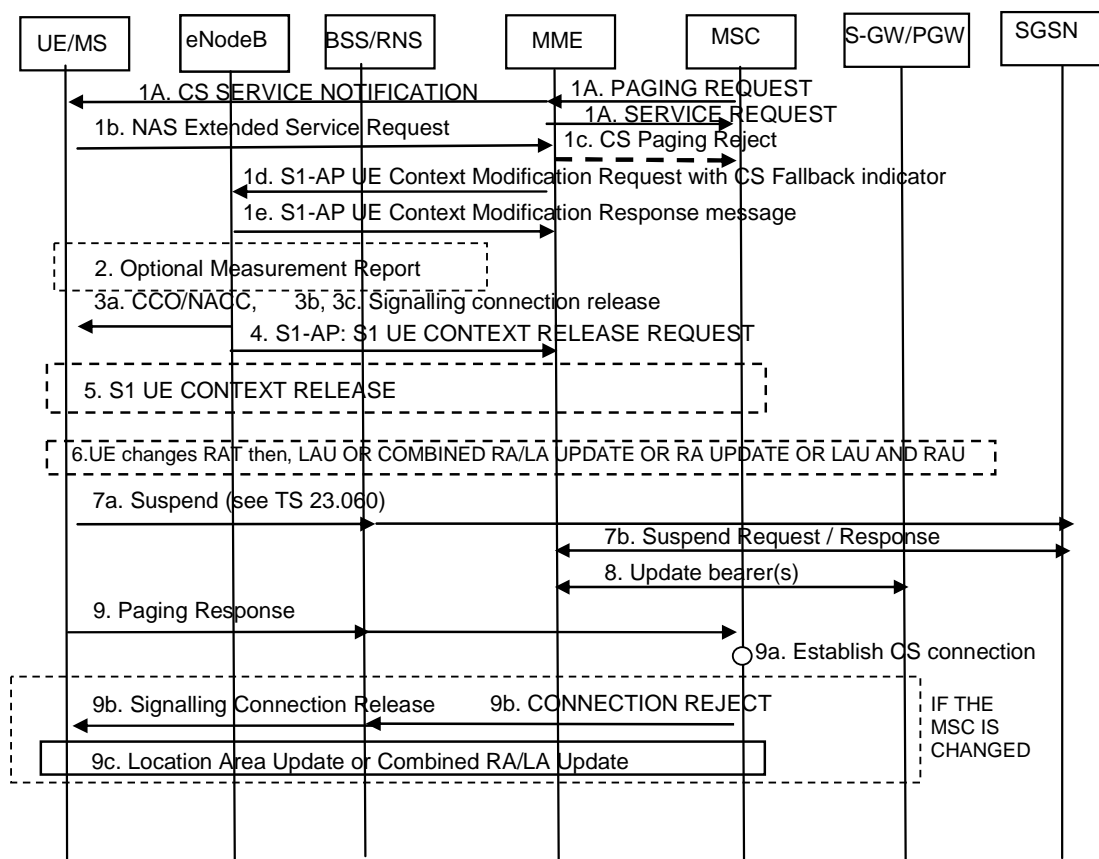 UE/MS
eNodeB
BSS/RNS
MME
MSC
S-GW/PGW
SGSN
1A. CS SERVICE NOTIFICATION
1A. PAGING REQUEST
1A. SERVICE REQUEST
1b. NAS Extended Service Request
1c. CS Paging Reject
1d. S1-AP UE Context Modification Request with CS Fallback indicator
1e. S1-AP UE Context Modification Response message
2. Optional Measurement Report
3a. CCO/NACC, 3b, 3c. Signalling connection release
4. S1-AP: S1 UE CONTEXT RELEASE REQUEST
5. S1 UE CONTEXT RELEASE
6.UE changes RAT then, LAU OR COMBINED RA/LA UPDATE OR RA UPDATE OR LAU AND RAU
7a. Suspend (see TS 23.060)
7b. Suspend Request / Response
8. Update bearer(s)
9. Paging Response
9a. Establish CS connection
9b. Signalling Connection Release
9b. CONNECTION REJECT
IF THE
MSC IS
CHANGED
9c. Location Area Update or Combined RA/LA Update